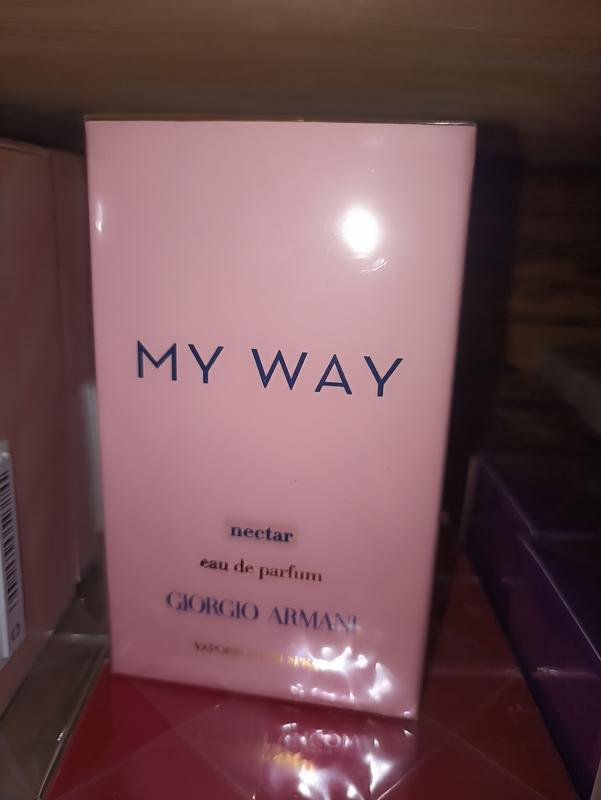 MY WAY
nectar
eau de parfum
GIORGIO ARMANI